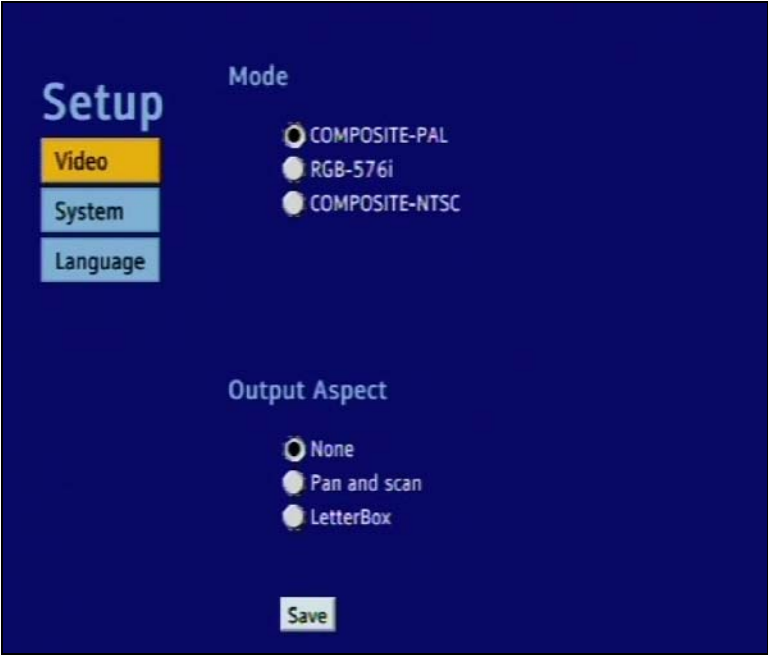 Setup
Video
System
Language
Mode
COMPOSITE-PAL
RGB-576i
COMPOSITE-NTSC
Output Aspect
None
Pan and scan
LetterBox
Save